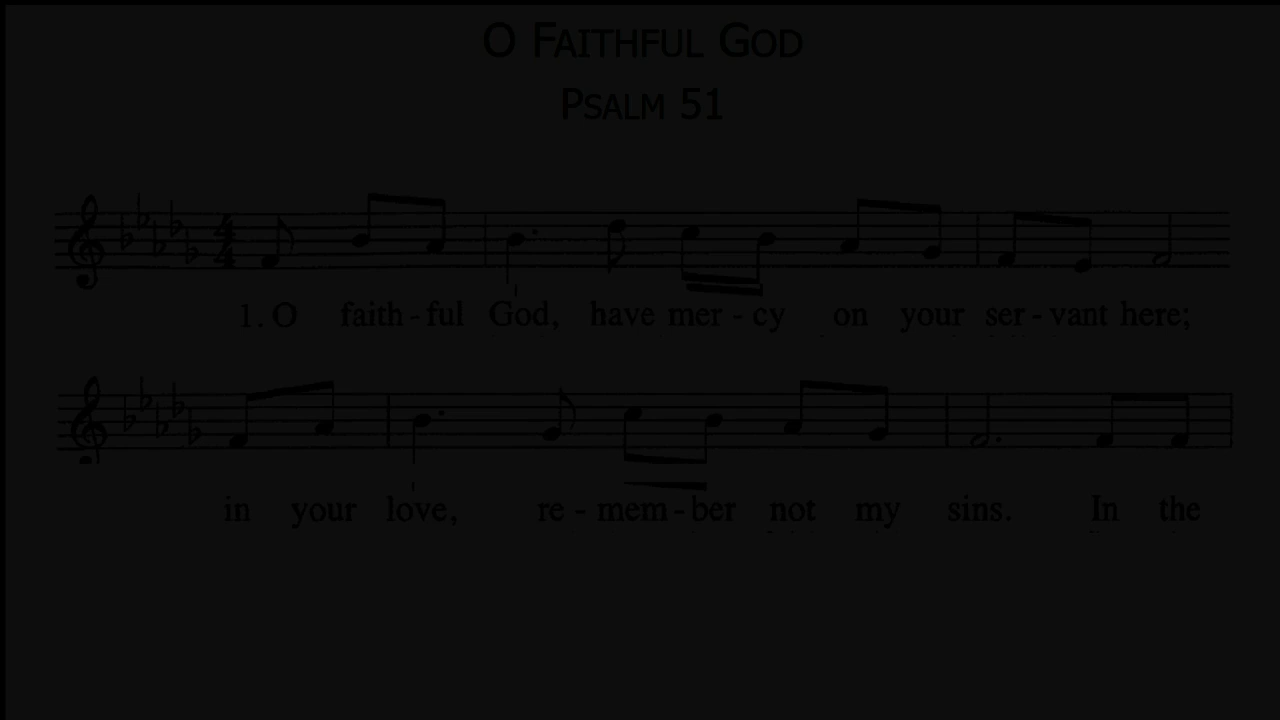 O FAITHFUL GOD
PSALM 51
1. O faith - ful God, have mer - cy on your ser - vant here;
in your love, re - mem - ber not my sins. In the